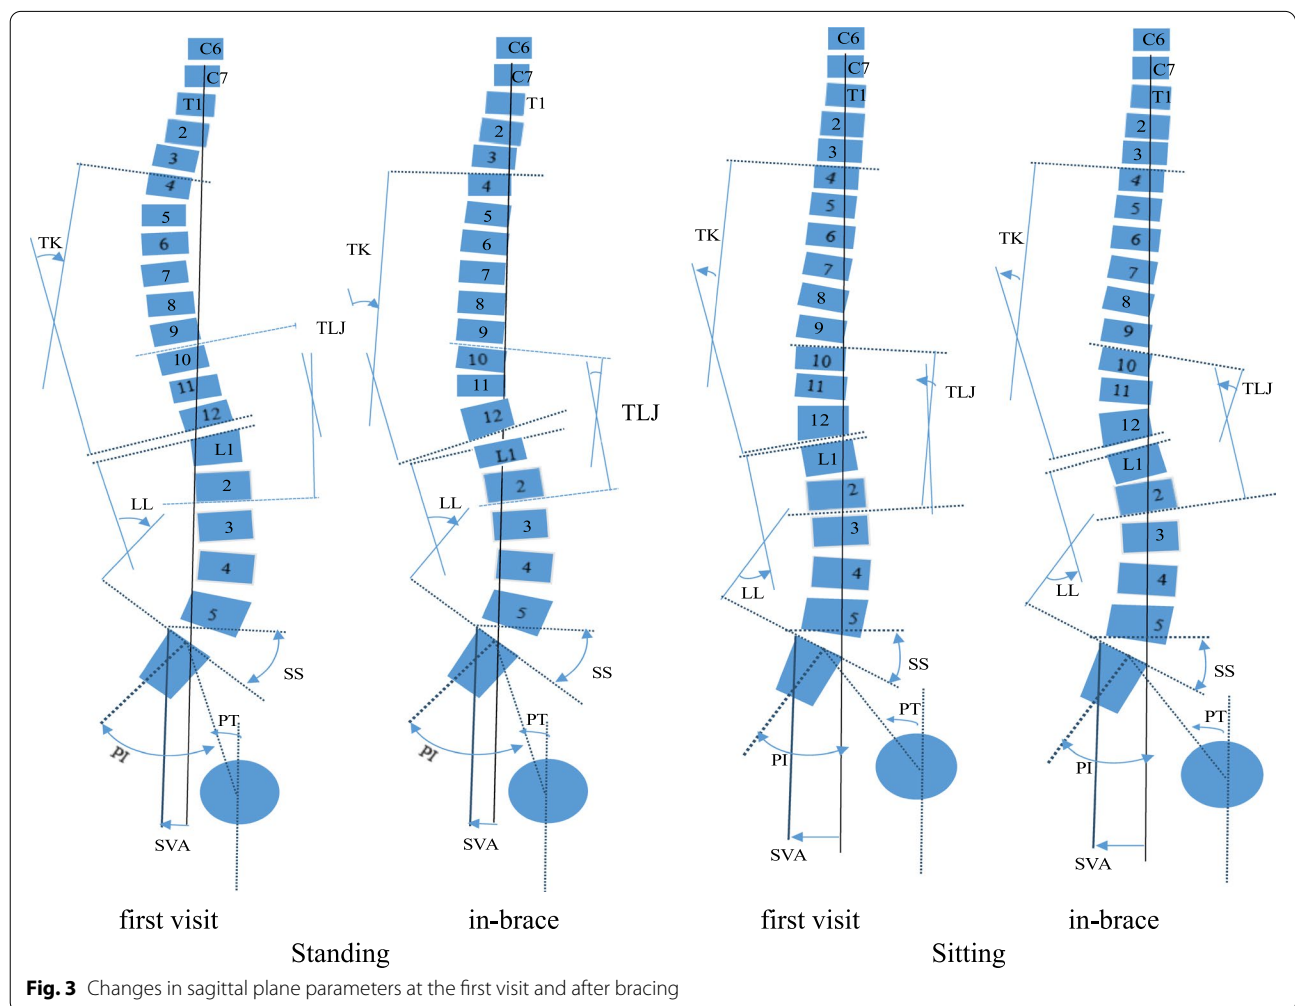 C6 C6 C6 C6
C7 C7 C7 C7
T1 T1 T1 T1
2 2 2 2
3 3 3 3
4 4 4 4
5 5 5 5
TK 6 TK 6 TK 6 TK 6
7 7 7 7
8 8 8 8
9 TLJ 9 9 9
10 10 10 10
11 11 TLJ 11 TLJ 11 TLJ
12 12 12 12
L1 L1 L1 L1
2 2 2 2
LL 3 LL 3 3 3
4 4 LL 4 LL 4
5 5 5 5
SS SS SS SS
PT PT PT PT
PI PI PI PI
SVA SVA SVA SVA
first visit in-brace first visit in-brace
Standing Sitting
Fig. 3 Changes in sagittal plane parameters at the first visit and after bracing